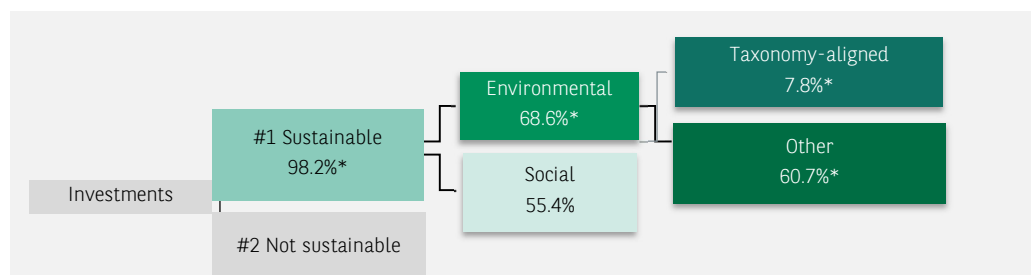 Investments
#1 Sustainable
98.2%*
#2 Not sustainable
Environmental
68.6%*
Social
55.4%
Taxonomy-aligned
7.8%*
Other
60.7%*